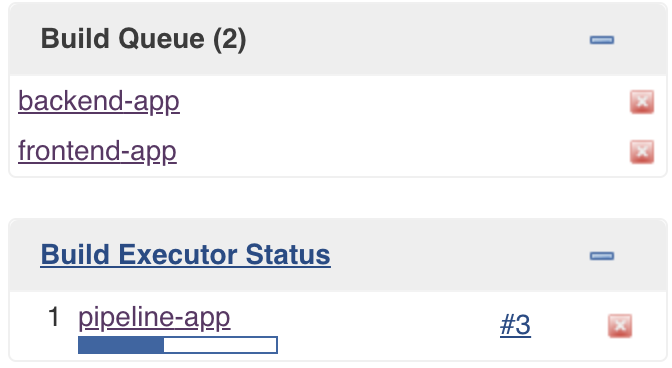 Build Queue (2)
backend-app
frontend-app
Build Executor Status
1 pipeline-app #3